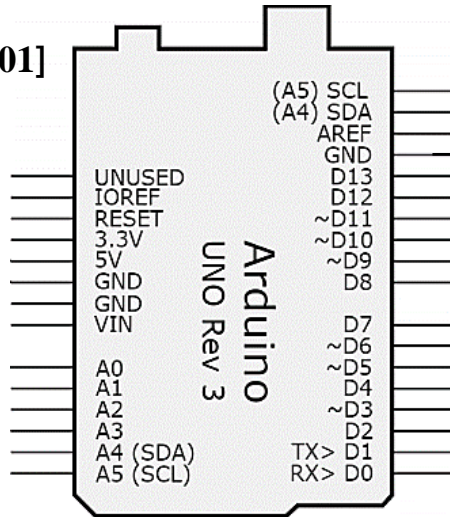 01]
(A5) SCL
(A4) SDA
AREF
GND
UNUSED
D13
IOREF
D12
RESET
~D11
3.3V
~D10
5V
~D9
GND
D8
GND
VIN
D7
~D6
A0
~D5
A1
D4
A2
~D3
A3
D2
A4 (SDA)
TX> D1
A5 (SCL)
RX> D0
Arduino
UNO Rev 3